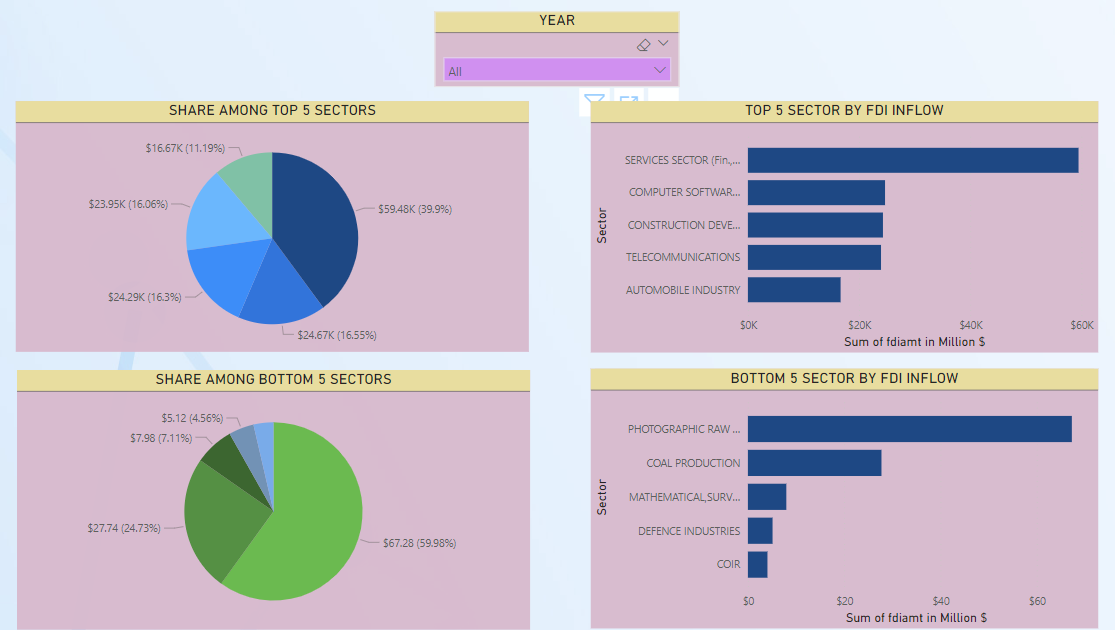 YEAR
All
SHARE AMONG TOP 5 SECTORS
$16.67K (11.19%)
$23.95K (16.06%)
$59.48K (39.9%)
$24.29K (16.3%)
$24.67K (16.55%)
TOP 5 SECTOR BY FDI INFLOW
Sector
SERVICES SECTOR (Fin.,...
COMPUTER SOFTWAR...
CONSTRUCTION DEVE...
TELECOMMUNICATIONS
AUTOMOBILE INDUSTRY
$0K $20K $40K $60K
Sum of fdiamt in Million $
SHARE AMONG BOTTOM 5 SECTORS
$5.12 (4.56%)
$7.98 (7.11%)
$27.74 (24.73%)
$67.28 (59.98%)
BOTTOM 5 SECTOR BY FDI INFLOW
Sector
PHOTOGRAPHIC RAW ...
COAL PRODUCTION
MATHEMATICAL,SURV...
DEFENCE INDUSTRIES
COIR
$0 $20 $40 $60
Sum of fdiamt in Million $